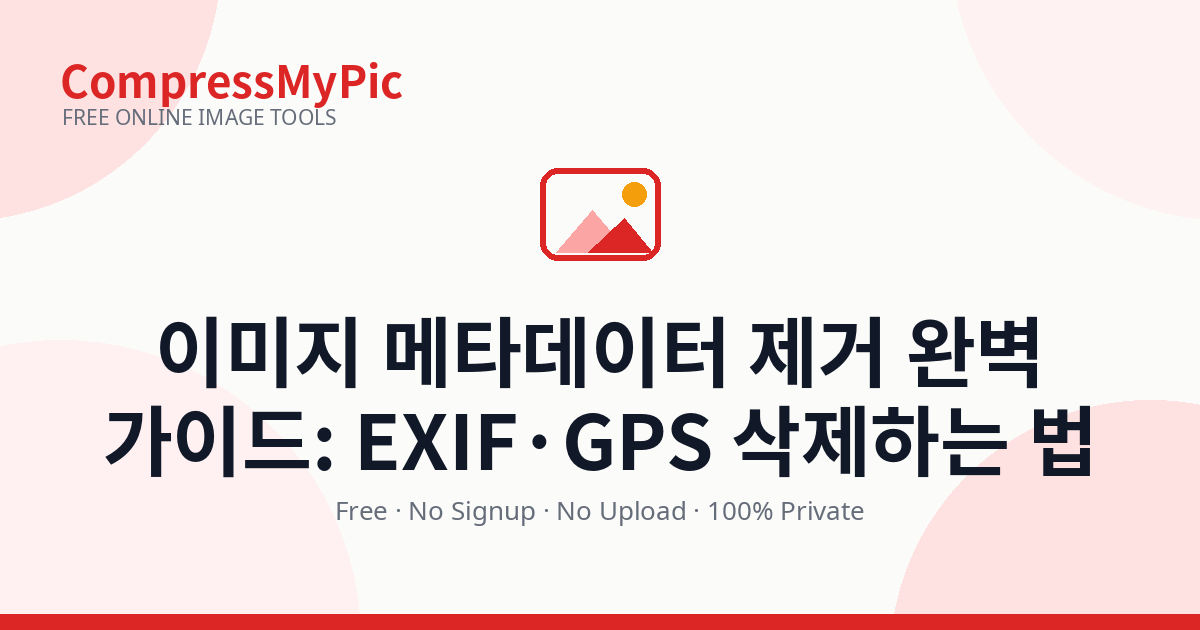 CompressMyPic
FREE ONLINE IMAGE TOOLS
이미지 메타데이터 제거 완벽
가이드: EXIF·GPS 삭제하는 법
Free · No Signup · No Upload · 100% Private